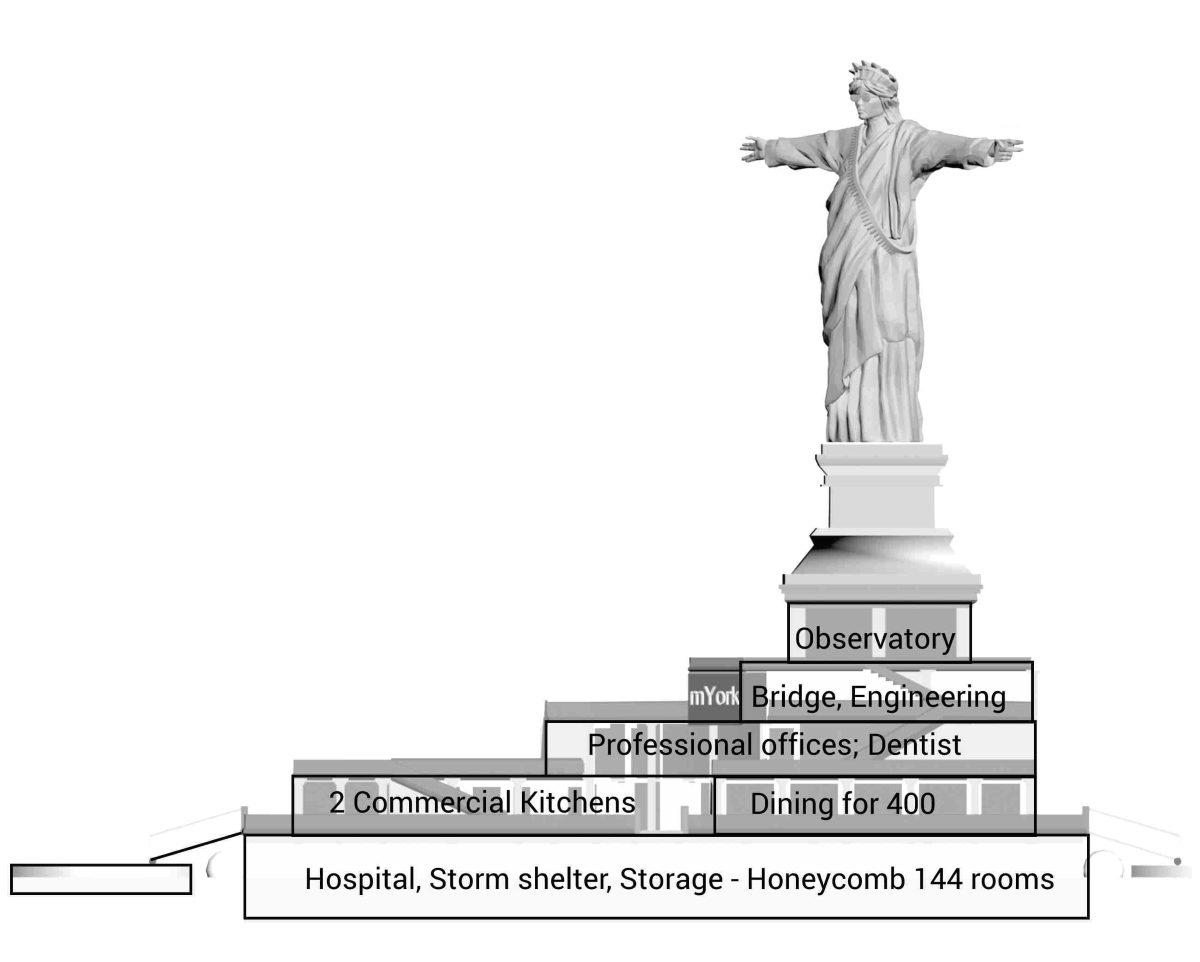 Observatory
mYork
Bridge, Engineering
Professional offices; Dentist
2 Commercial Kitchens
Dining for 400
Hospital, Storm shelter, Storage - Honeycomb 144 rooms